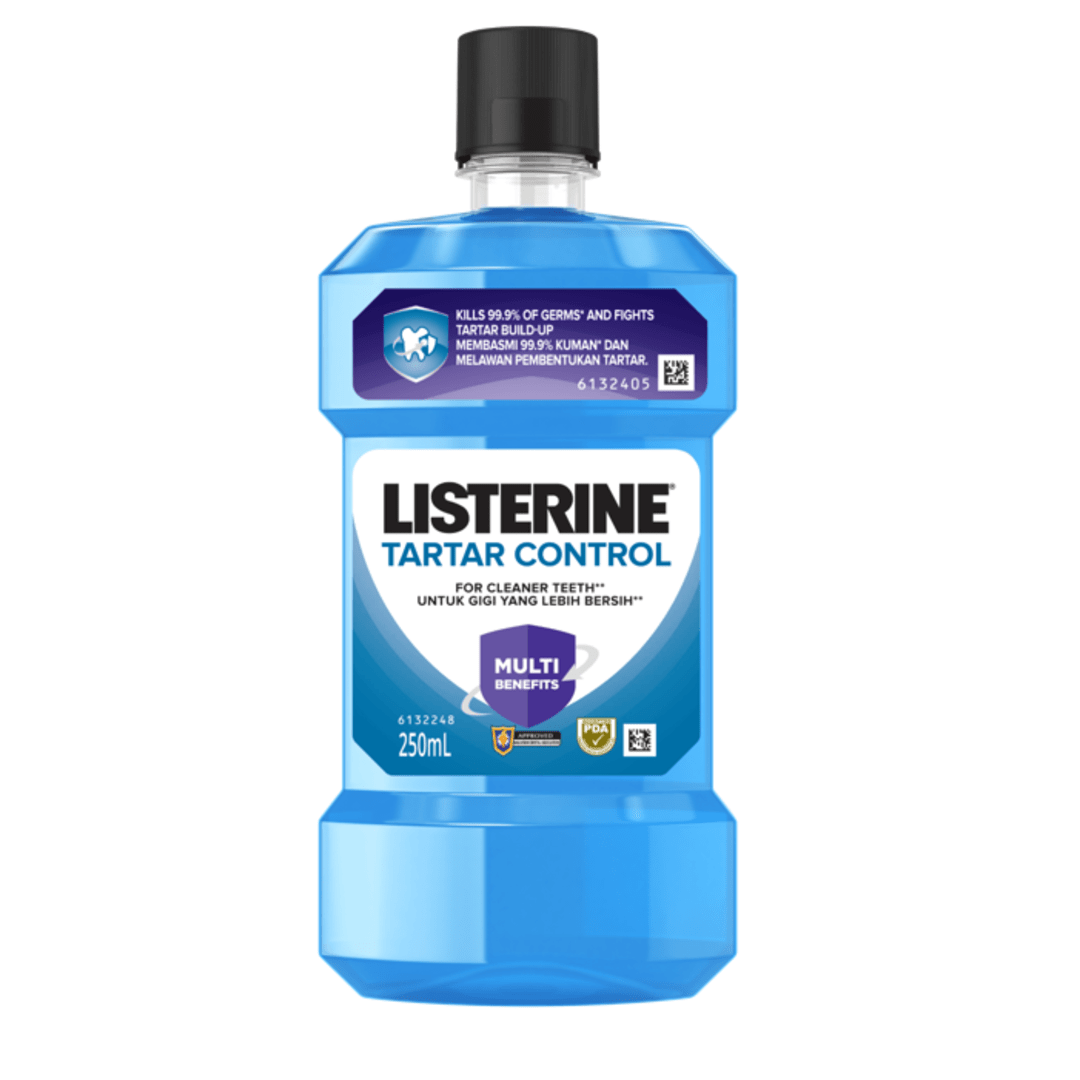 KILLS 99.9% OF GERMS* AND FIGHTS
TARTAR BUILD-UP
MEMBASMI 99.9% KUMAN* DAN
MELAWAN PEMBENTUKAN TARTAR.
6132405
LISTERINE®
TARTAR CONTROL
FOR CLEANER TEETH**
UNTUK GIGI YANG LEBIH BERSIH**
MULTI
BENEFITS
6132248
250mL
APPROVED
PDA